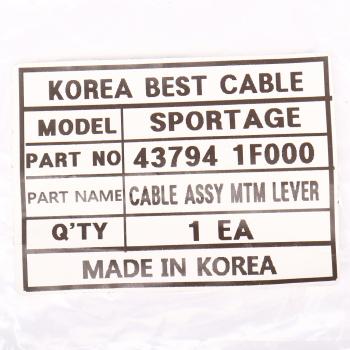 KOREA BEST CABLE
MODEL SPORTAGE
PART NO 43794 1F000
PART NAME CABLE ASSY MTM LEVER
Q'TY 1 EA
MADE IN KOREA